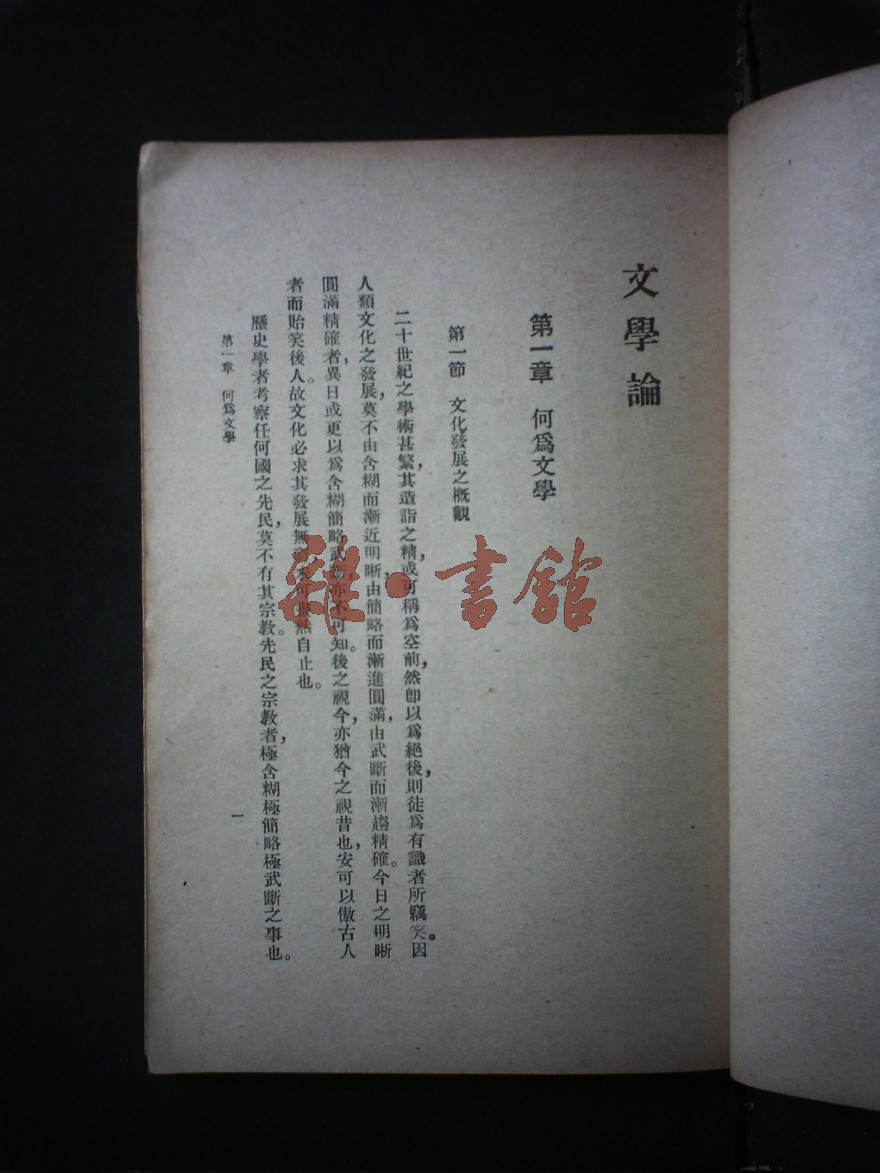 文學論
第一章 何爲文學
第一節 文化發展之概觀
二十世紀之學術甚繁，其造詣之精，或可稱爲空前，然卽以爲絕後，則徒爲有識者所竊笑。因
人類文化之發展，莫不由含糊而漸近明晰，由簡略而漸進圓滿，由武斷而漸趨精確。今日之明晰
圓滿精確者，異日或更以爲含糊簡略武斷，亦不可知。後之視今，亦猶今之視昔也，安可以傲古人
者而貽笑後人。故文化必求其發展無 可 然自止也。
歷史學者考察任何國之先民，莫不有其宗教。先民之宗教者，極含糊極簡略極武斷之事也。
第一章 何爲文學
一
雜·書館